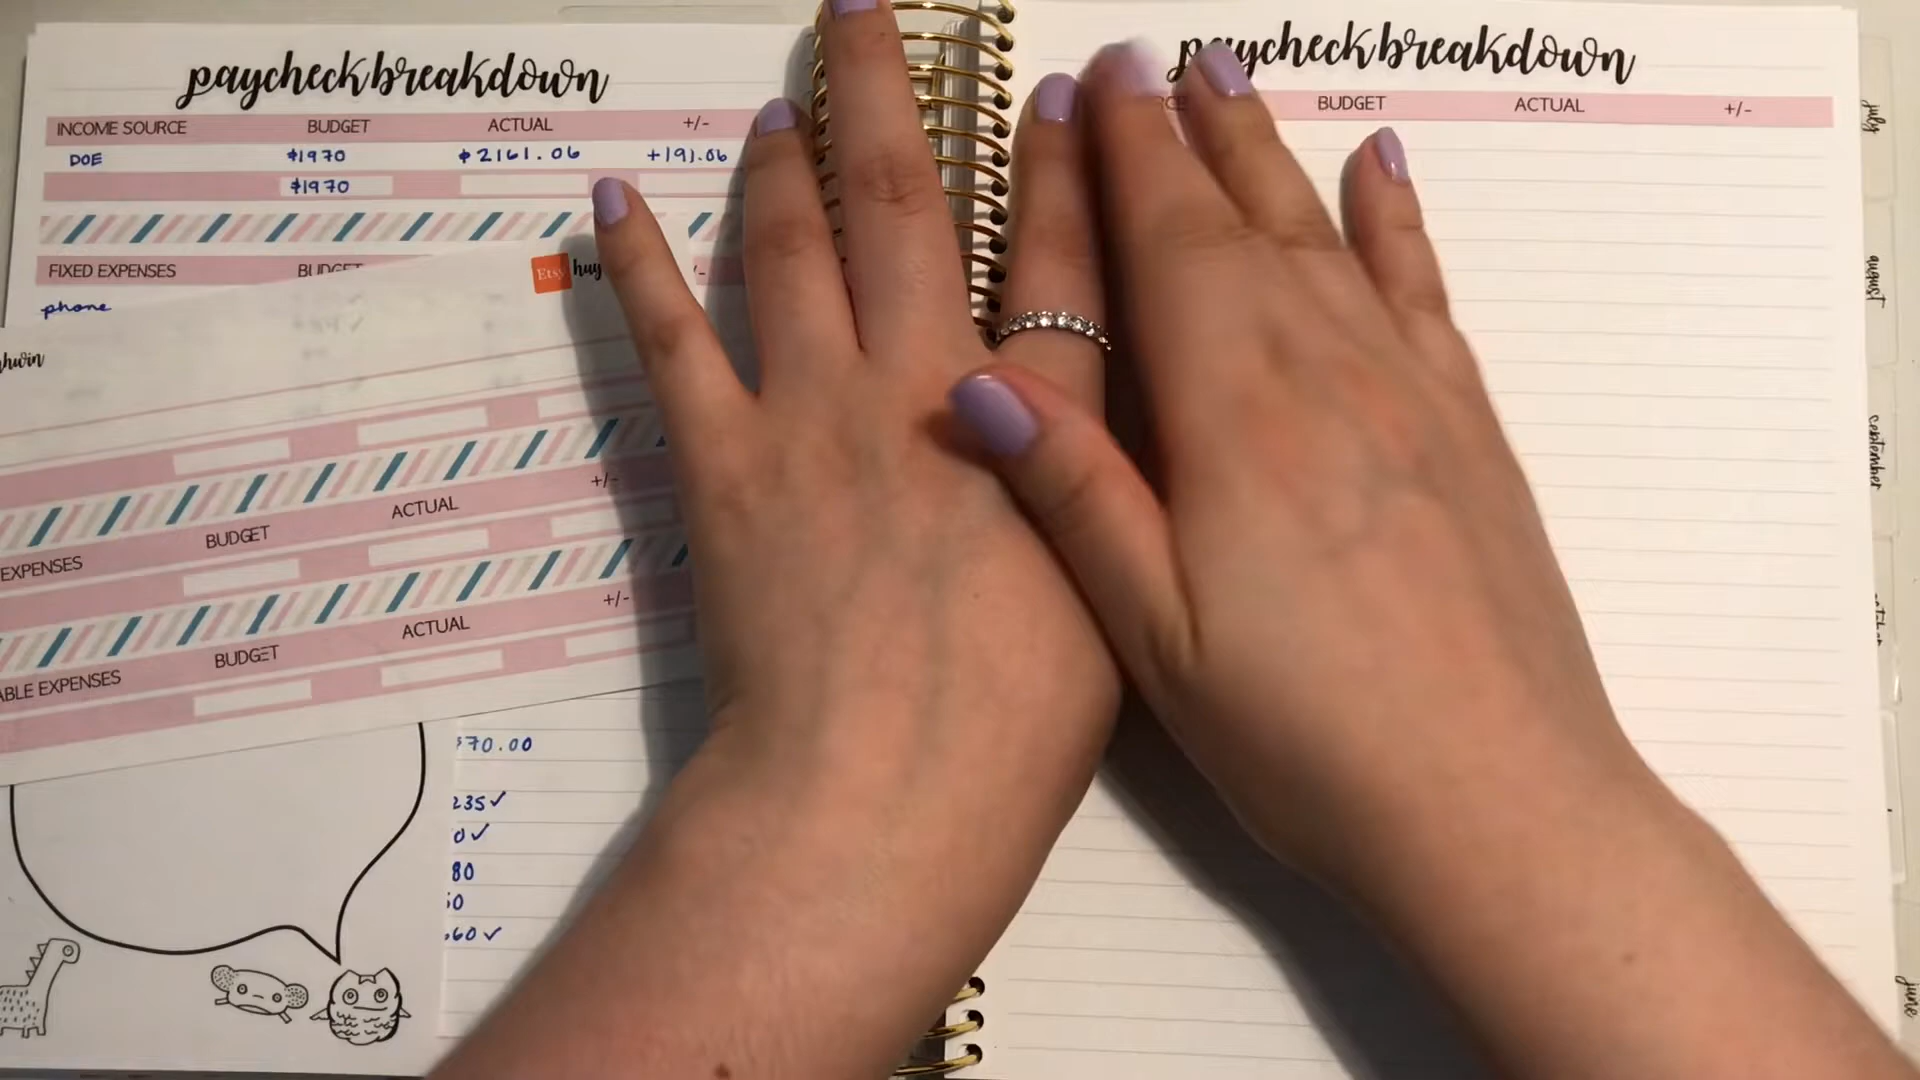 paycheck breakdown
INCOME SOURCE BUDGET ACTUAL +/-
DOE $1970 $2161.06 +191.06
$1970
FIXED EXPENSES BUDGET
phone
Etsy
+/-
ACTUAL
BUDGET
EXPENSES
+/-
ACTUAL
BUDGET
ABLE EXPENSES
$70.00
235✓
0✓
80
60✓
paycheck breakdown
BUDGET ACTUAL +/-
july
august
september
june